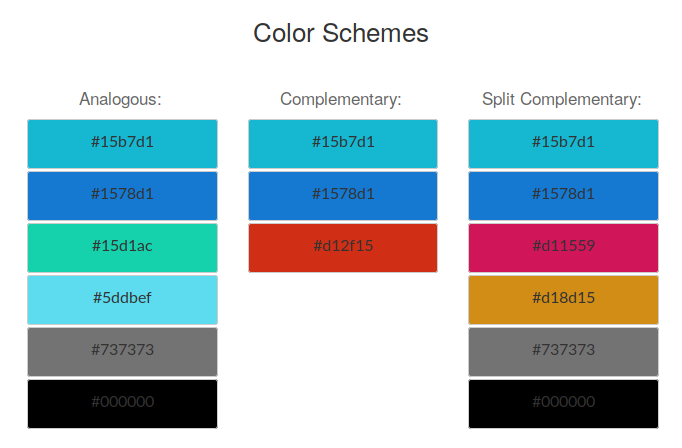 Color Schemes
Analogous:
#15b7d1
#1578d1
#15d1ac
#5ddbef
#737373
#000000
Complementary:
#15b7d1
#1578d1
#d12f15
Split Complementary:
#15b7d1
#1578d1
#d11559
#d18d15
#737373
#000000